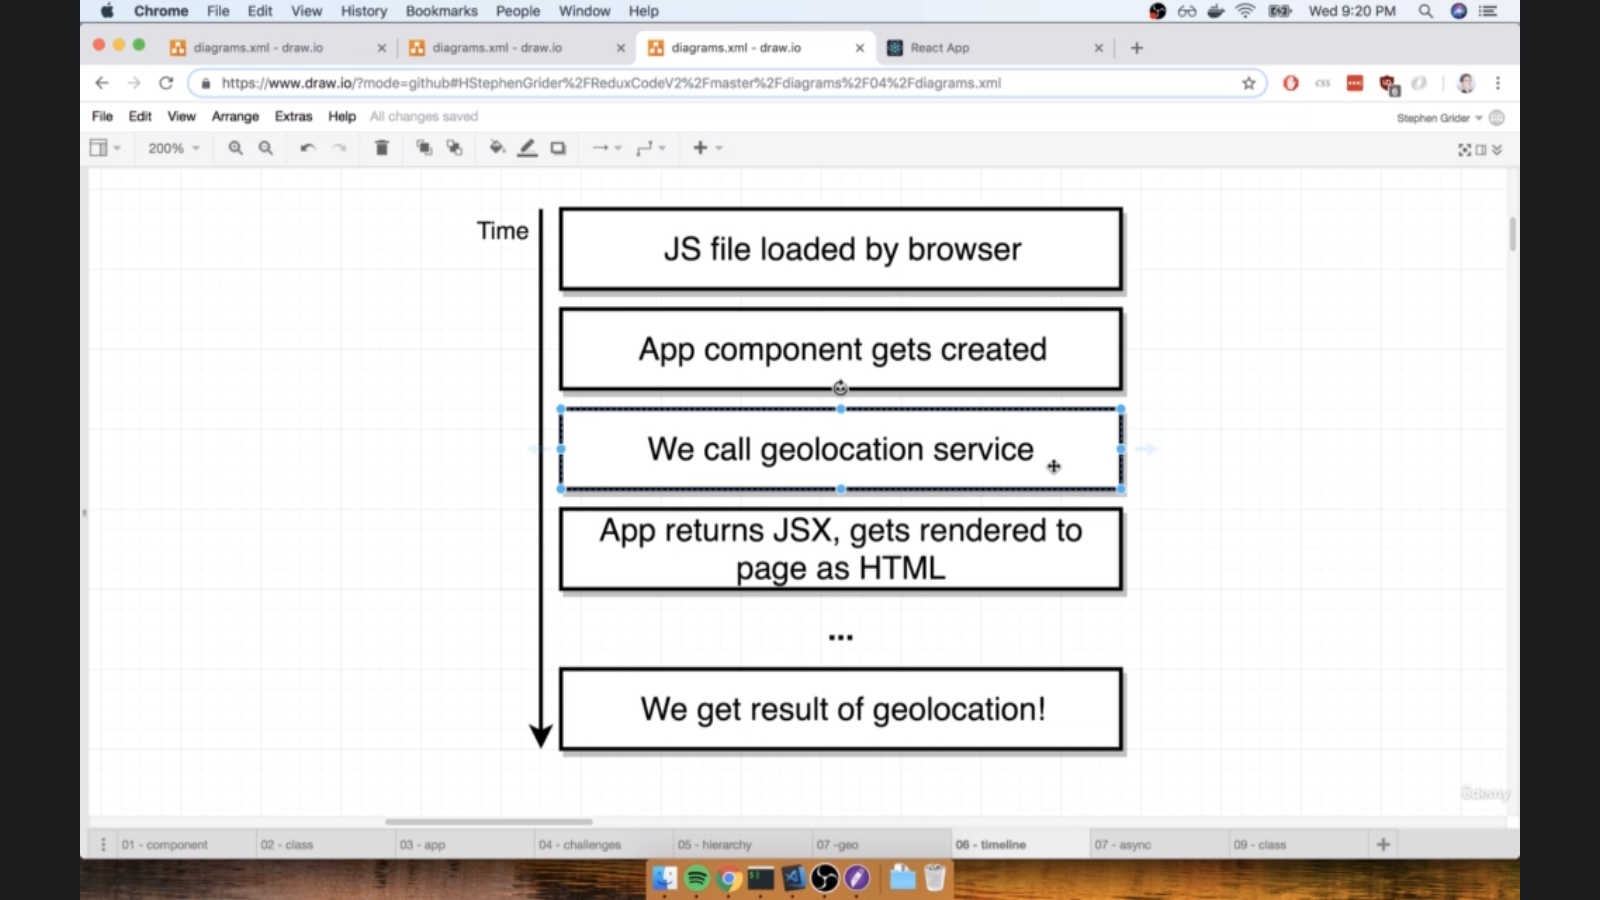 Chrome File Edit View History Bookmarks People Window Help Wed 9:20 PM
diagrams.xml - draw.io diagrams.xml - draw.io diagrams.xml - draw.io React App
https://www.draw.io/?mode=github#HStephenGrider%2FReduxCodeV2%2Fmaster%2Fdiagrams%2F04%2Fdiagrams.xml css 6
File Edit View Arrange Extras Help All changes saved Stephen Grider
200%
Time
JS file loaded by browser
App component gets created
We call geolocation service
App returns JSX, gets rendered to
page as HTML
...
We get result of geolocation!
Udemy
01 - component 02 - class 03 - app 04 - challenges 05 - hierarchy 07 -geo 06 - timeline 07 - async 09 - class